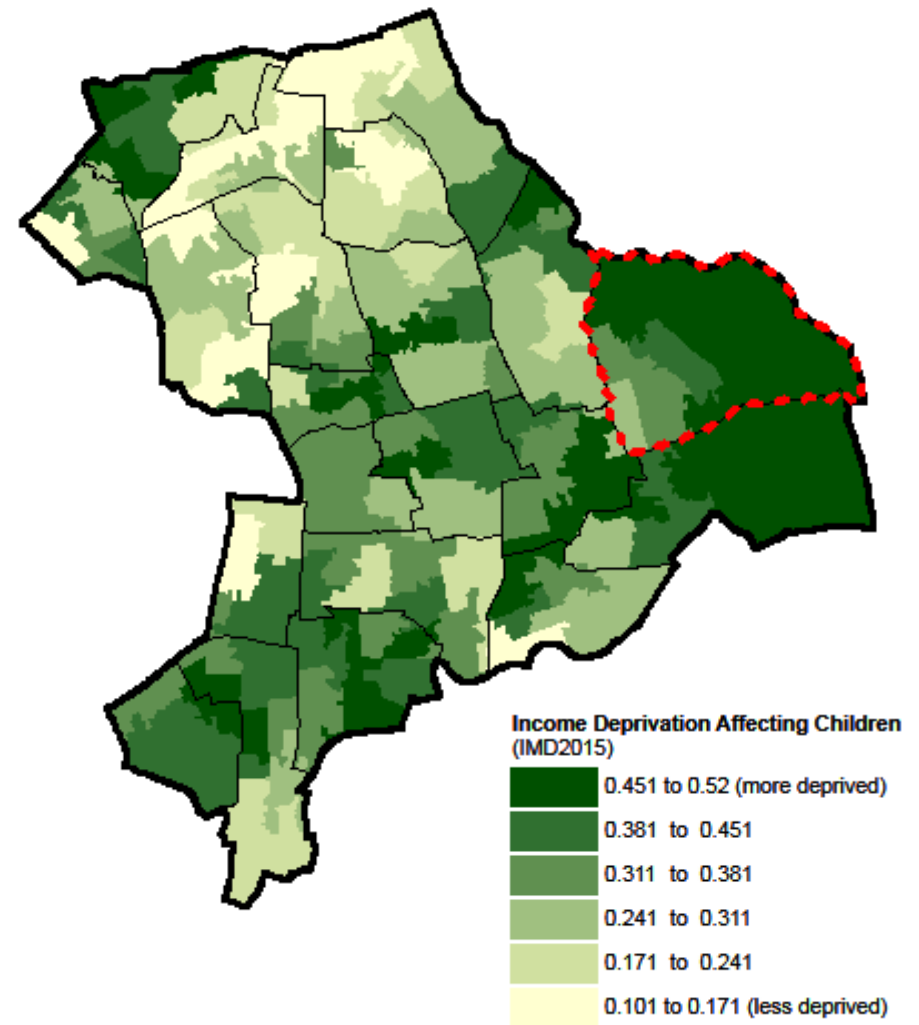 Income Deprivation Affecting Children
(IMD2015)
0.451 to 0.52 (more deprived)
0.381 to 0.451
0.311 to 0.381
0.241 to 0.311
0.171 to 0.241
0.101 to 0.171 (less deprived)